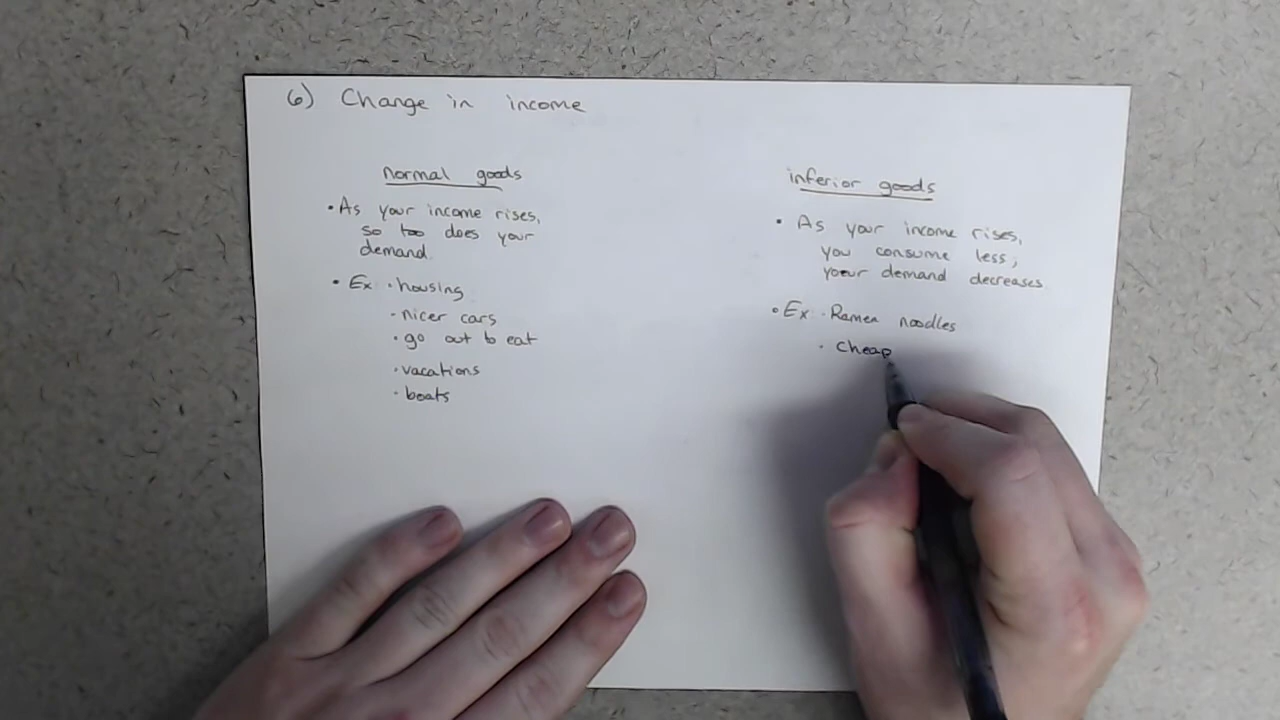 6) Change in income
normal goods
• As your income rises,
so too does your
demand.
• Ex: • housing
• nicer cars
• go out to eat
• vacations
• boats
inferior goods
• As your income rises,
you consume less,
your demand decreases
• Ex: • Ramen noodles
• Cheap